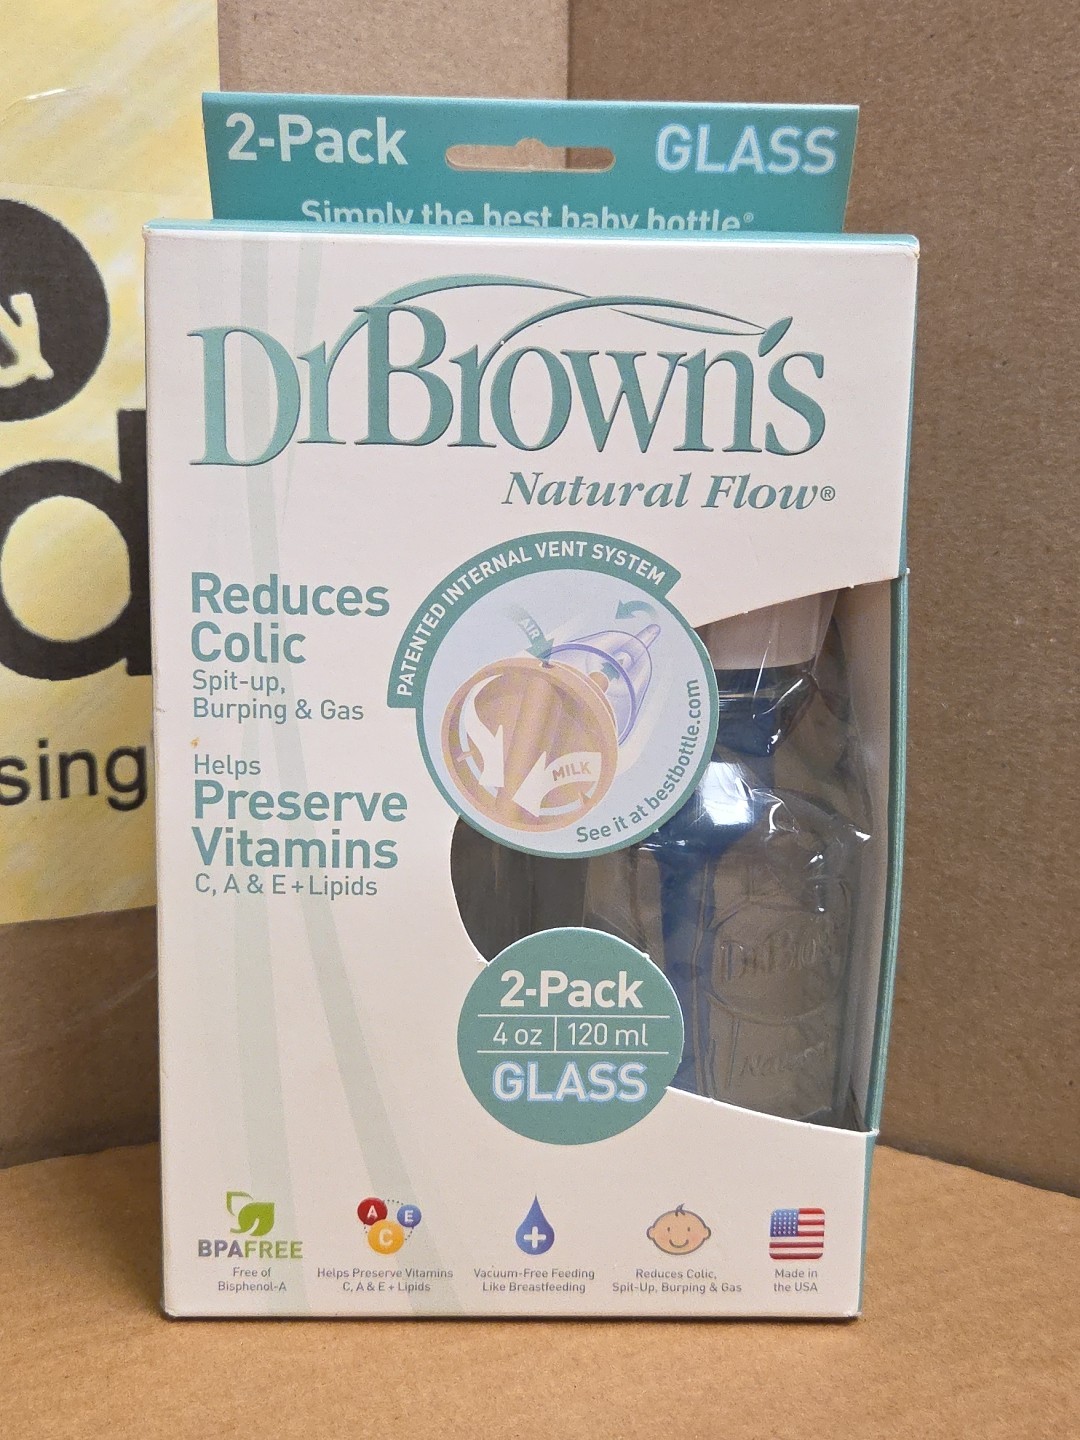 2-Pack GLASS
Simply the best baby bottle®
Dr Brown's
Natural Flow®
PATENTED INTERNAL VENT SYSTEM
AIR
MILK
See it at bestbottle.com
Reduces
Colic
Spit-up,
Burping & Gas
Helps
Preserve
Vitamins
C, A & E + Lipids
sing
2-Pack
4 oz | 120 ml
GLASS
BPAFREE
Free of
Bisphenol-A
A E
C
Helps Preserve Vitamins
C, A & E + Lipids
Vacuum-Free Feeding
Like Breastfeeding
Reduces Colic,
Spit-Up, Burping & Gas
Made in
the USA